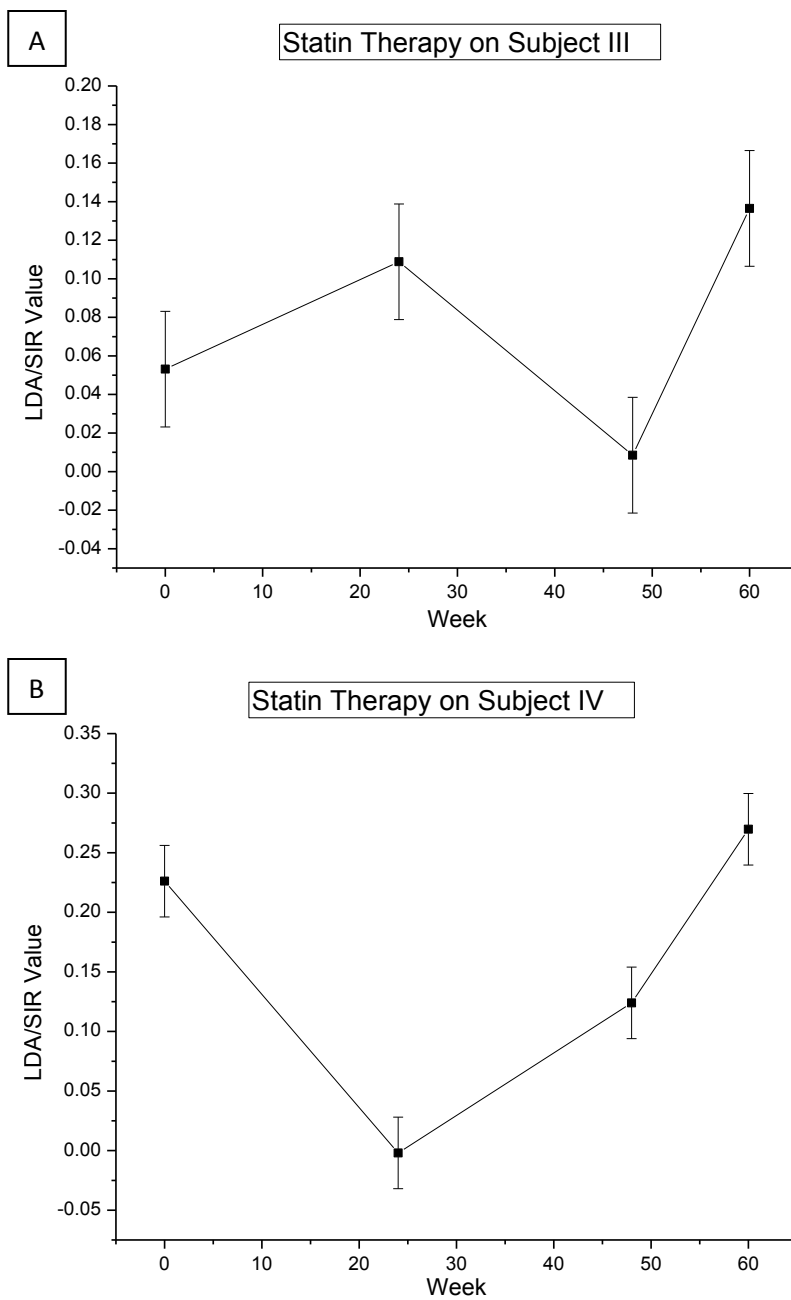 A
Statin Therapy on Subject III
0.20
0.18
0.16
0.14
0.12
0.10
0.08
0.06
0.04
0.02
0.00
-0.02
-0.04
LDA/SIR Value
0 10 20 30 40 50 60
Week
B
Statin Therapy on Subject IV
0.35
0.30
0.25
0.20
0.15
0.10
0.05
0.00
-0.05
LDA/SIR Value
0 10 20 30 40 50 60
Week